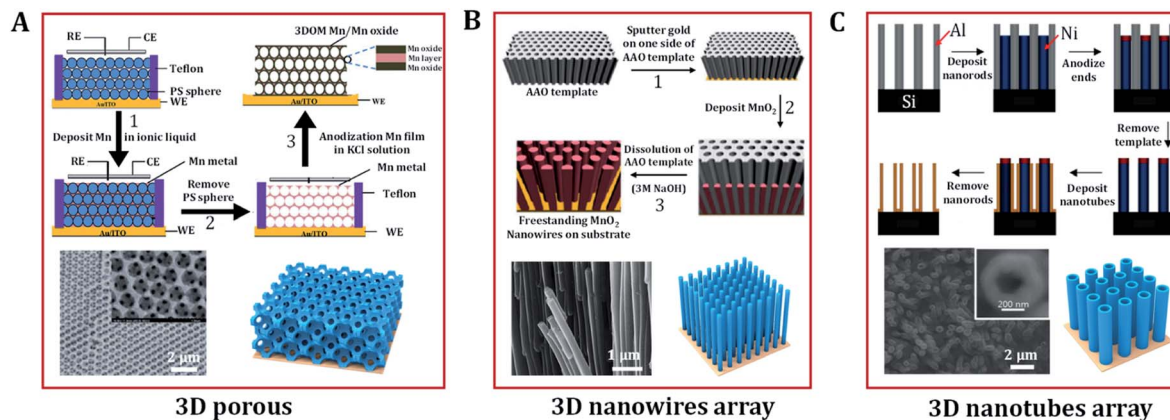 A
RE
CE
Teflon
PS sphere
WE
Au/ITO
1
Deposit Mn in ionic liquid
RE
CE
Mn metal
WE
Au/ITO
Remove
PS sphere
2
Mn metal
Teflon
Au/ITO
3
Anodization Mn film
in KCl solution
3DOM Mn/Mn oxide
Mn oxide
Mn layer
Mn oxide
WE
Au/ITO
2 μm
3D porous
B
AAO template
Sputter gold
on one side of
AAO template
1
Deposit MnO₂
2
Dissolution of
AAO template
(3M NaOH)
3
Freestanding MnO₂
Nanowires on substrate
1 μm
3D nanowires array
C
Al
Si
Deposit
nanorods
Ni
Anodize
ends
Remove
template
Deposit
nanotubes
Remove
nanorods
200 nm
2 μm
3D nanotubes array